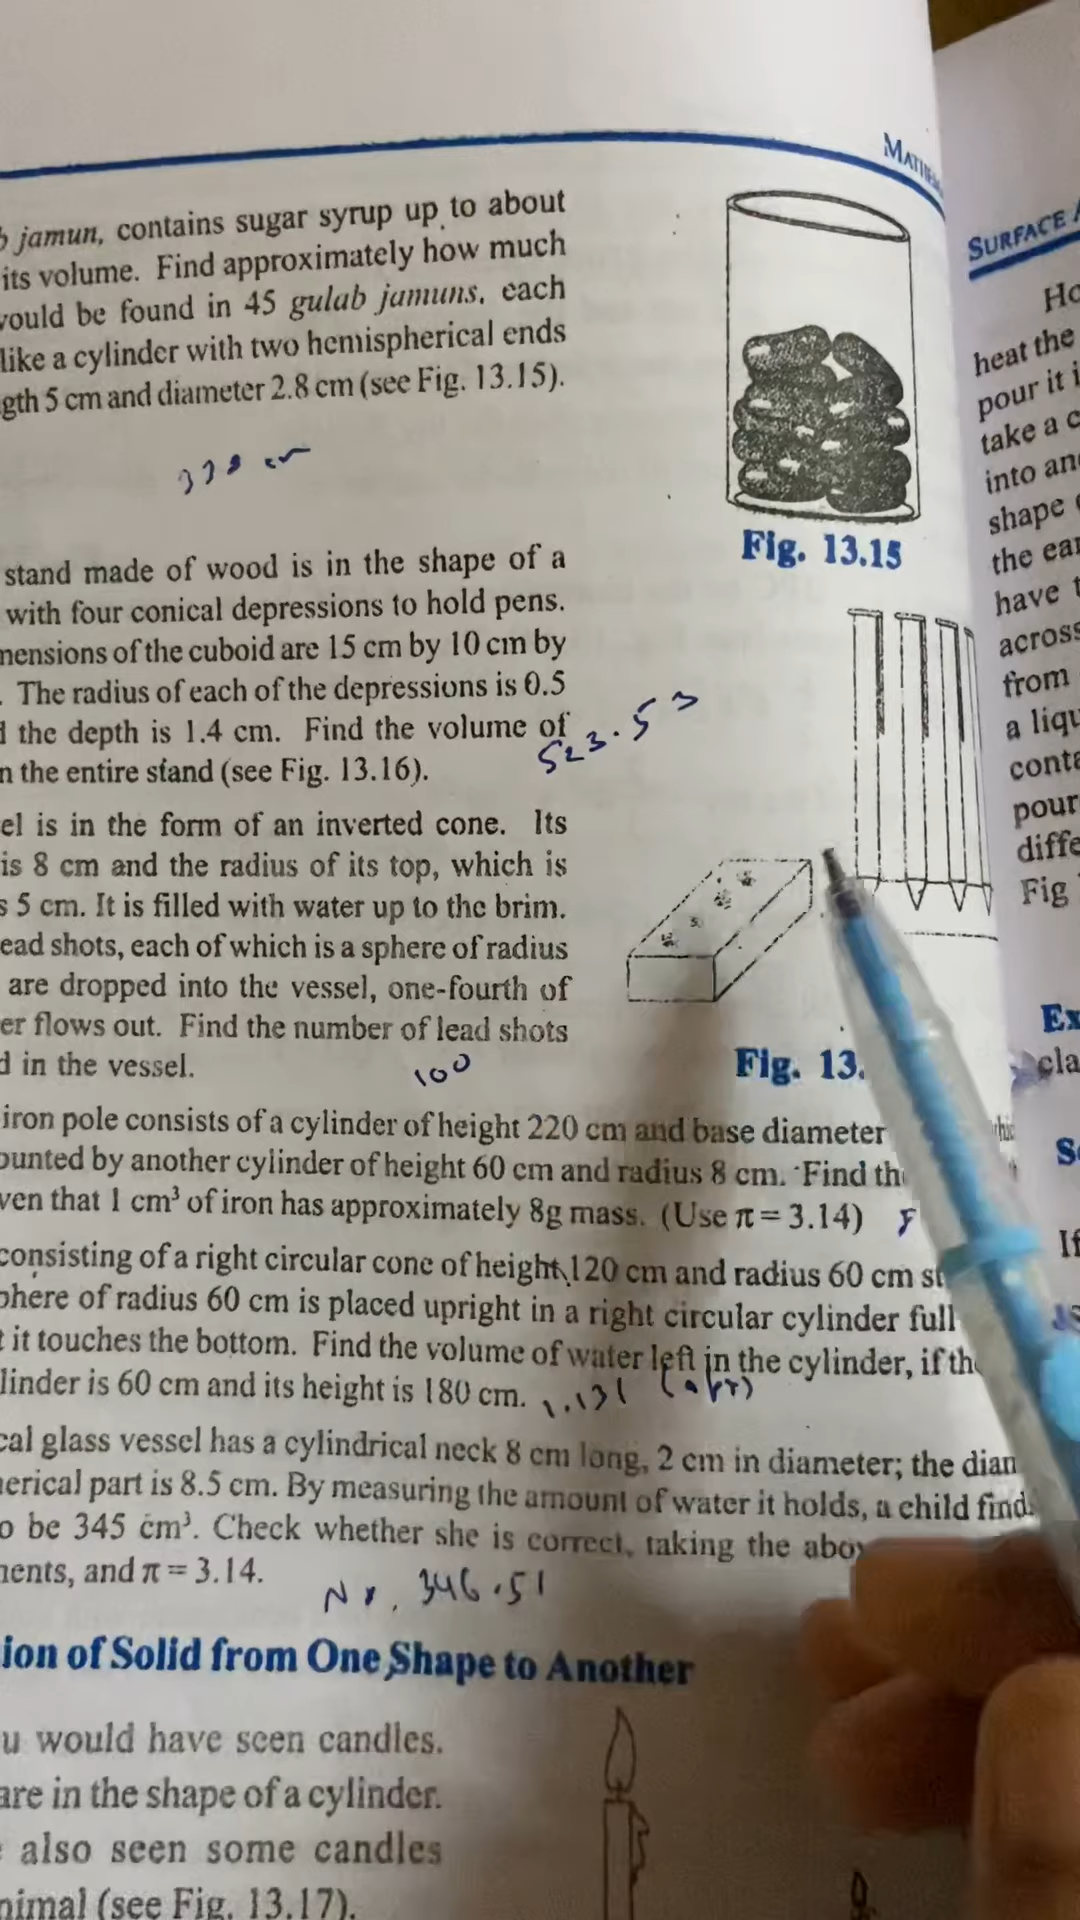 MATHEM
jamun, contains sugar syrup up to about
its volume. Find approximately how much
would be found in 45 gulab jamuns, each
like a cylinder with two hemispherical ends
gth 5 cm and diameter 2.8 cm (see Fig. 13.15).
338 cm
Fig. 13.15
stand made of wood is in the shape of a
with four conical depressions to hold pens.
mensions of the cuboid are 15 cm by 10 cm by
. The radius of each of the depressions is 0.5
d the depth is 1.4 cm. Find the volume of
n the entire stand (see Fig. 13.16).
523.53
el is in the form of an inverted cone. Its
is 8 cm and the radius of its top, which is
s 5 cm. It is filled with water up to the brim.
ead shots, each of which is a sphere of radius
are dropped into the vessel, one-fourth of
er flows out. Find the number of lead shots
d in the vessel.
100
Fig. 13.
iron pole consists of a cylinder of height 220 cm and base diameter
ounted by another cylinder of height 60 cm and radius 8 cm. Find th
ven that 1 cm³ of iron has approximately 8g mass. (Use π = 3.14)
consisting of a right circular cone of height 120 cm and radius 60 cm st
phere of radius 60 cm is placed upright in a right circular cylinder full
t it touches the bottom. Find the volume of water left in the cylinder, if th
linder is 60 cm and its height is 180 cm.
1.131
cal glass vessel has a cylindrical neck 8 cm long, 2 cm in diameter; the diam
herical part is 8.5 cm. By measuring the amount of water it holds, a child find
o be 345 cm³. Check whether she is correct, taking the abov
nents, and π = 3.14.
346.51
ion of Solid from One Shape to Another
u would have seen candles.
are in the shape of a cylinder.
also seen some candles
nimal (see Fig. 13.17).
SURFACE A
Ho
heat the
pour it i
take a c
into an
shape
the ear
have t
across
from
a liqu
conta
pour
diffe
Fig
Ex
cla
S
If